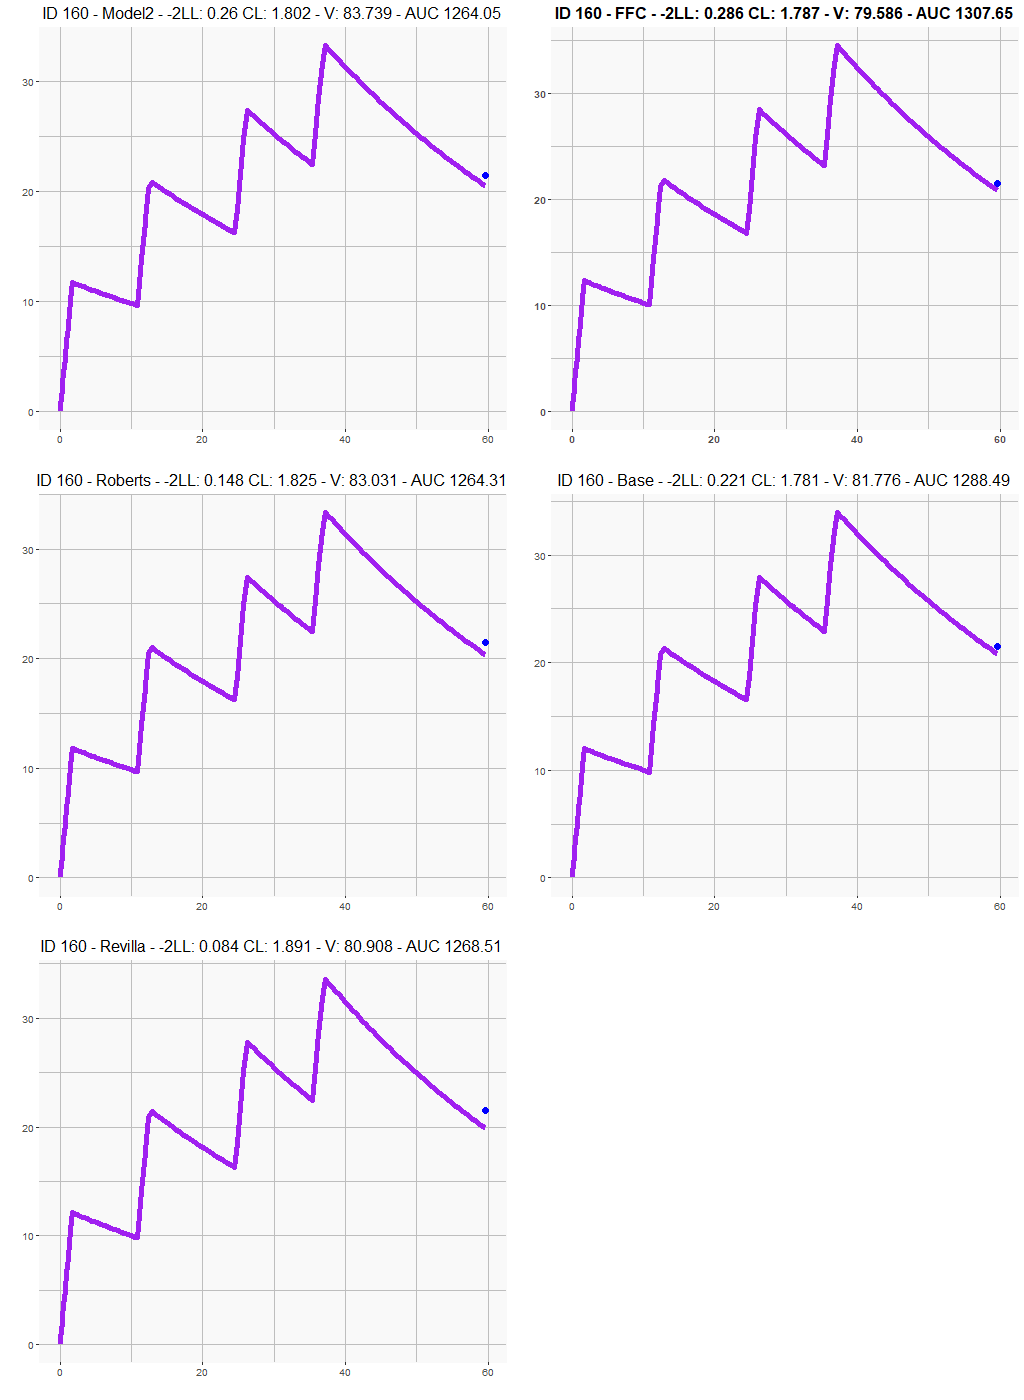 ID 160 - Model2 - -2LL: 0.26 CL: 1.802 - V: 83.739 - AUC 1264.05
30
20
10
0
0 20 40 60
ID 160 - FFC - -2LL: 0.286 CL: 1.787 - V: 79.586 - AUC 1307.65
30
20
10
0
0 20 40 60
ID 160 - Roberts - -2LL: 0.148 CL: 1.825 - V: 83.031 - AUC 1264.31
30
20
10
0
0 20 40 60
ID 160 - Base - -2LL: 0.221 CL: 1.781 - V: 81.776 - AUC 1288.49
30
20
10
0
0 20 40 60
ID 160 - Revilla - -2LL: 0.084 CL: 1.891 - V: 80.908 - AUC 1268.51
30
20
10
0
0 20 40 60